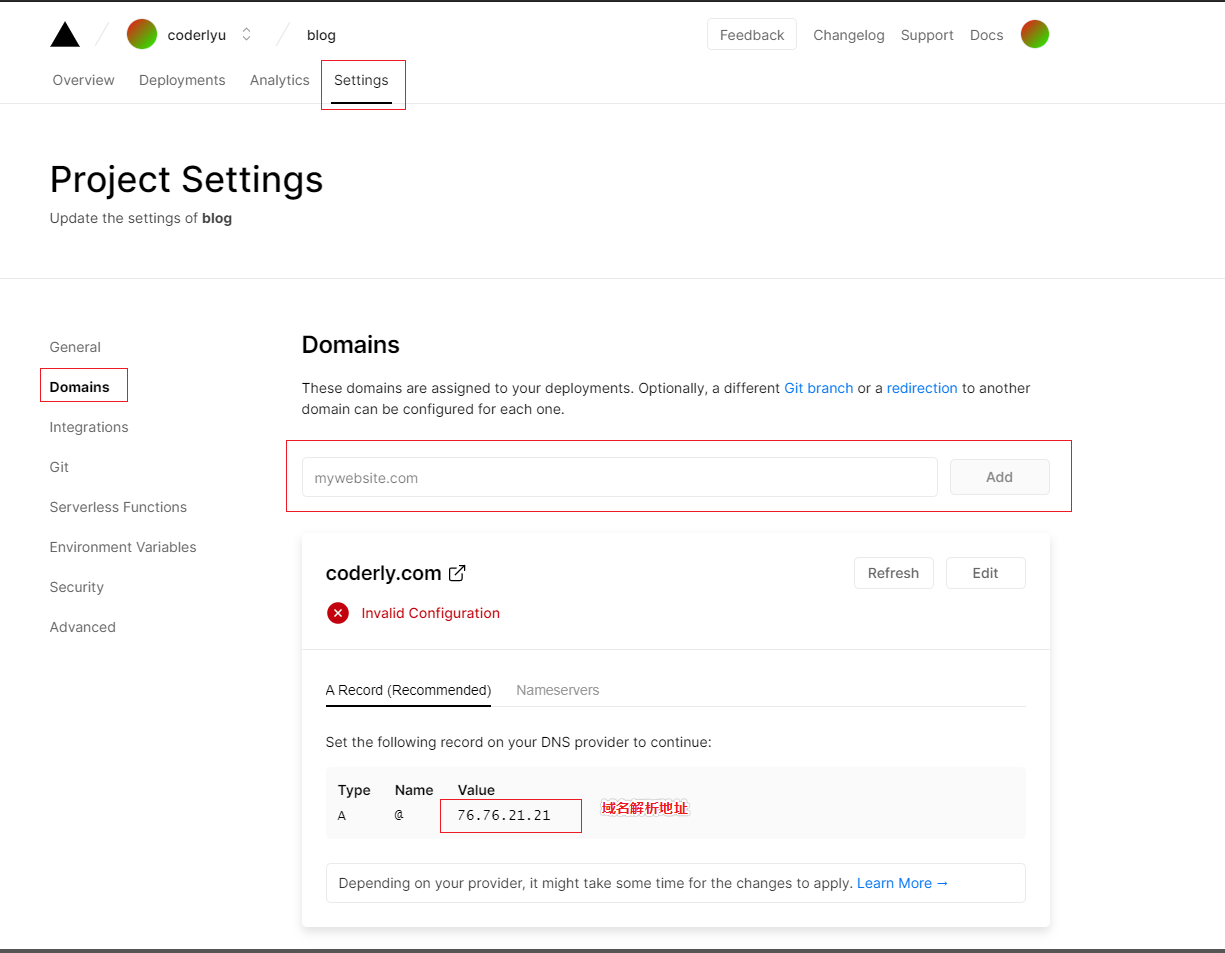 coderlyu
blog
Feedback
Changelog
Support
Docs
Overview
Deployments
Analytics
Settings
Project Settings
Update the settings of blog
General
Domains
Integrations
Git
Serverless Functions
Environment Variables
Security
Advanced
Domains
These domains are assigned to your deployments. Optionally, a different Git branch or a redirection to another
domain can be configured for each one.
mywebsite.com
Add
coderly.com
Refresh
Edit
Invalid Configuration
A Record (Recommended)
Nameservers
Set the following record on your DNS provider to continue:
Type Name Value
A @ 76.76.21.21
域名解析地址
Depending on your provider, it might take some time for the changes to apply. Learn More →